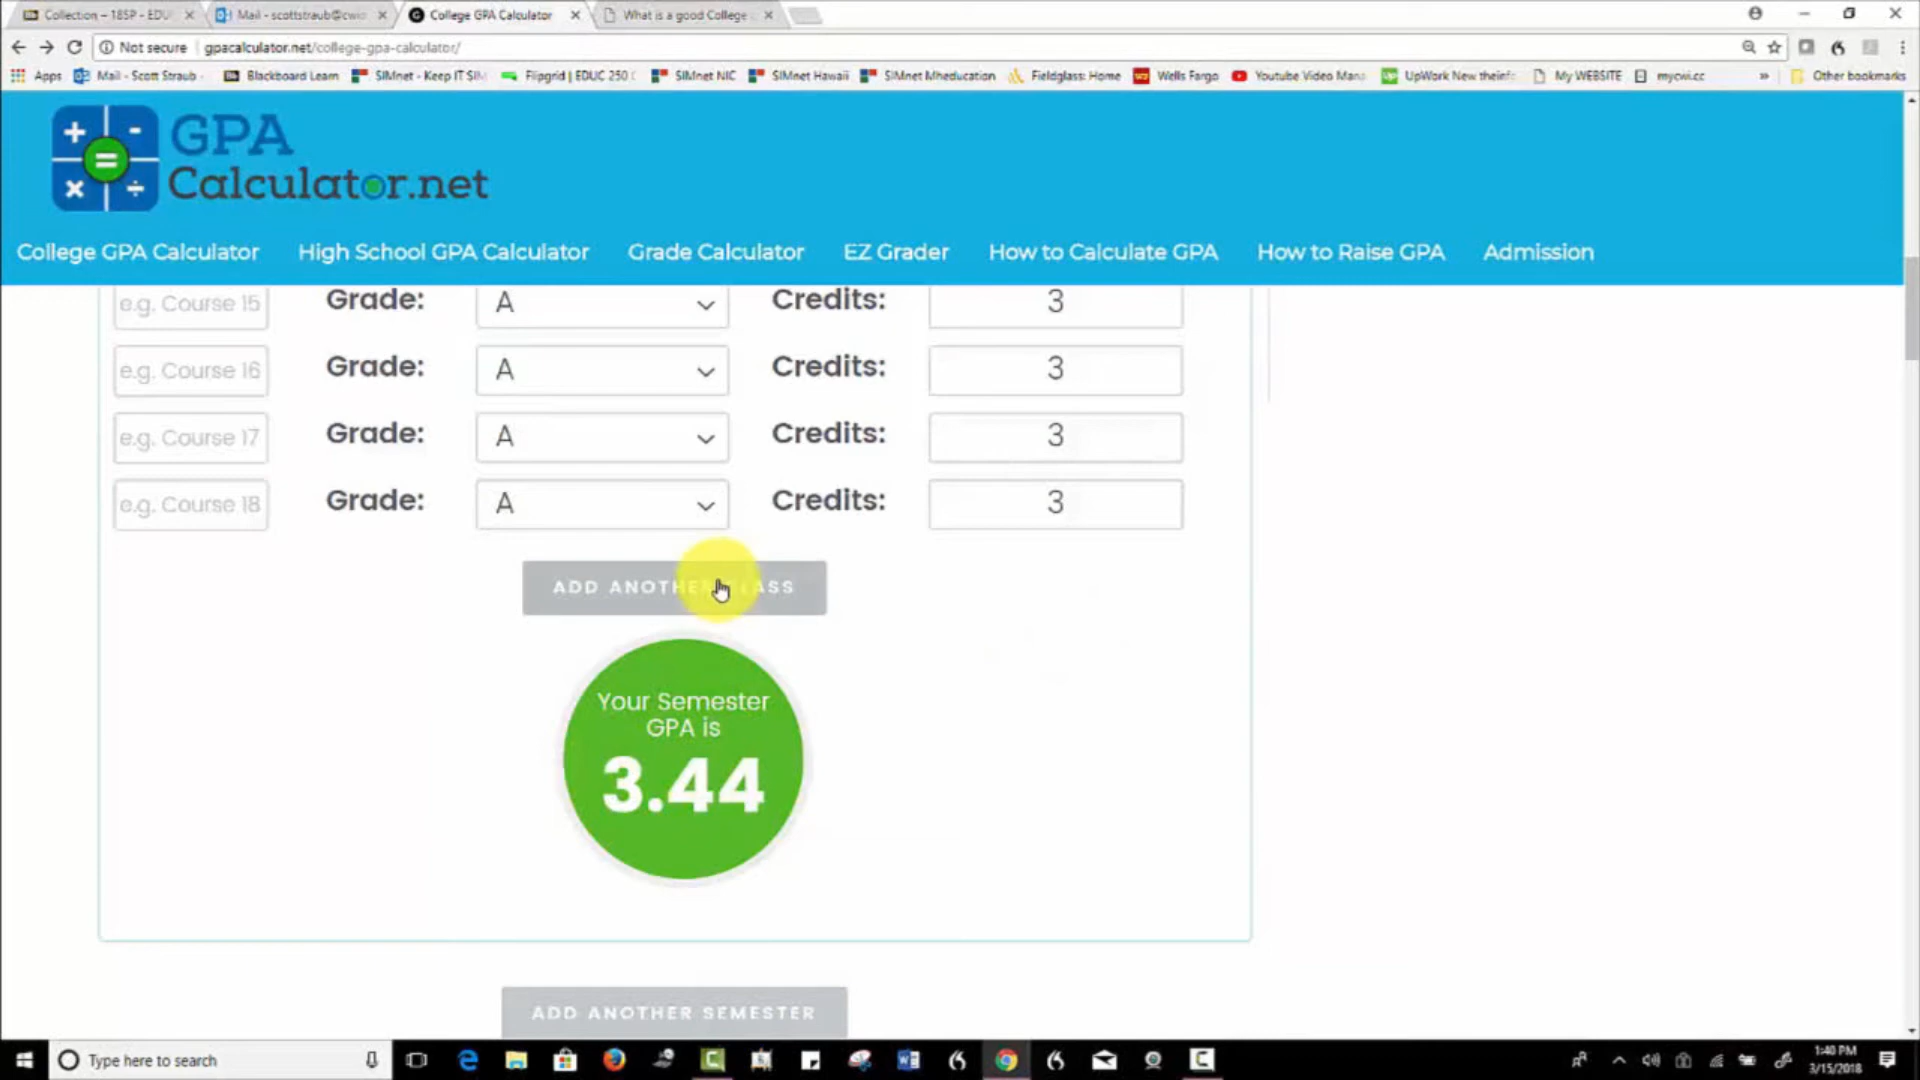 Collection – 18SP - EDU
Mail - scottstraub@cwic
College GPA Calculator
What is a good College
Not secure
gpacalculator.net/college-gpa-calculator/
Apps
Mail - Scott Straub
Blackboard Learn
SIMnet - Keep IT SIM
Flipgrid | EDUC 250 (
SIMnet NIC
SIMnet Hawaii
SIMnet Mheducation
Fieldglass: Home
Wells Fargo
Youtube Video Mana
UpWork New theinfo
My WEBSITE
mycwi.cc
»
Other bookmarks
GPA
Calculator.net
College GPA Calculator
High School GPA Calculator
Grade Calculator
EZ Grader
How to Calculate GPA
How to Raise GPA
Admission
e.g. Course 15 Grade: A Credits: 3
e.g. Course 16 Grade: A Credits: 3
e.g. Course 17 Grade: A Credits: 3
e.g. Course 18 Grade: A Credits: 3
ADD ANOTHER CLASS
Your Semester
GPA is
3.44
ADD ANOTHER SEMESTER
Type here to search
1:40 PM
3/15/2018